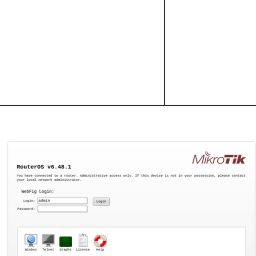 MikroTik
RouterOS v6.48.1
You have connected to a router. Administrative access only. If this device is not in your possession, please contact
your local network administrator.
WebFig Login:
Login: admin Login
Password:
Winbox Telnet Graphs License Help